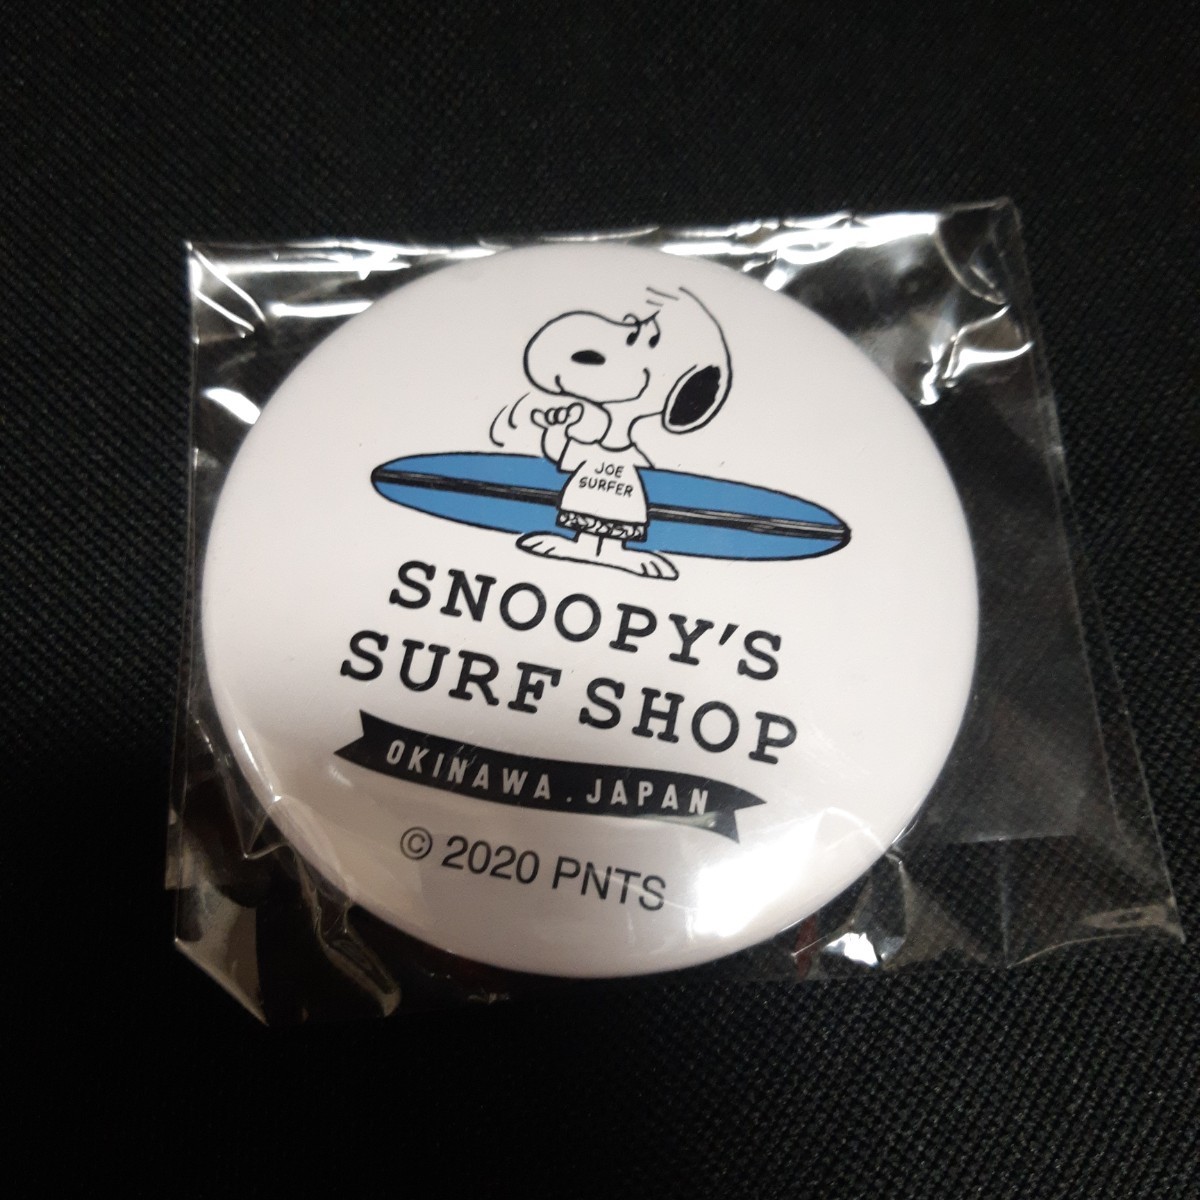 JOE
SURFER
SNOOPY'S
SURF SHOP
OKINAWA.JAPAN
© 2020 PNTS